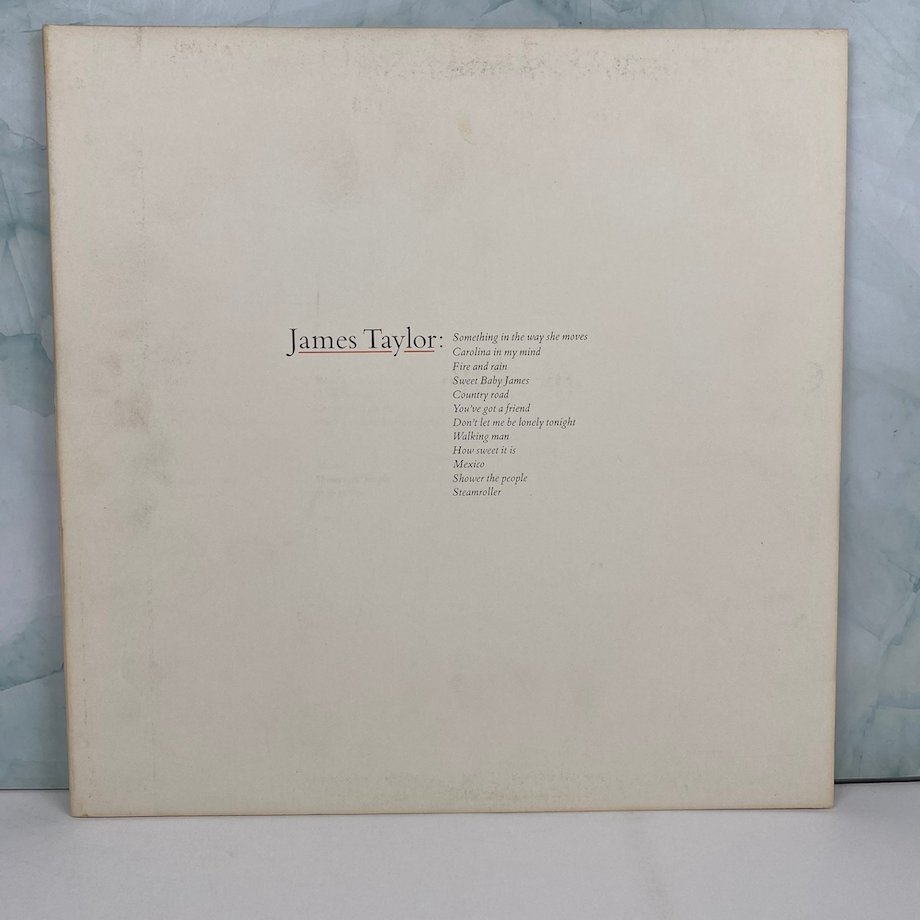 James Taylor: Something in the way she moves
Carolina in my mind
Fire and rain
Sweet Baby James
Country road
You've got a friend
Don't let me be lonely tonight
Walking man
How sweet it is
Mexico
Shower the people
Steamroller